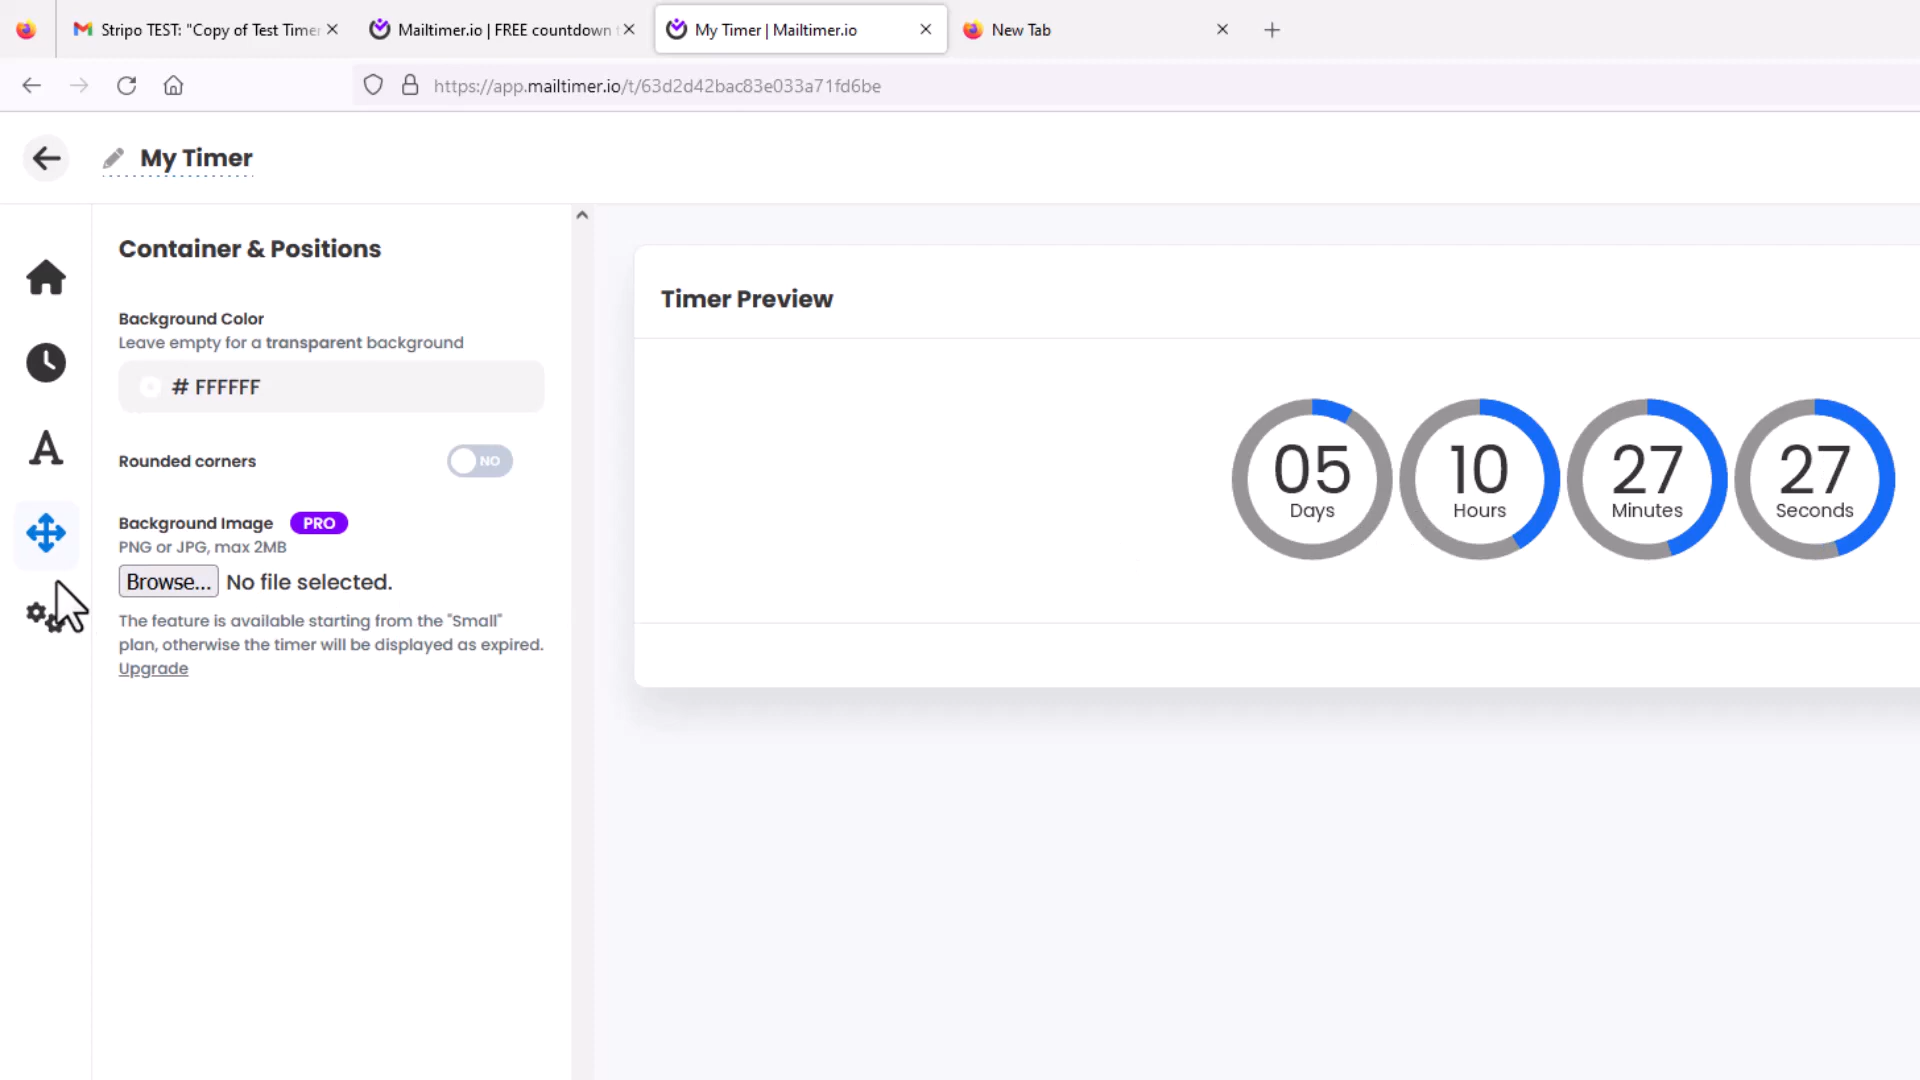 Stripo TEST: "Copy of Test Timer
Mailtimer.io | FREE countdown
My Timer | Mailtimer.io
New Tab
https://app.mailtimer.io/t/63d2d42bac83e033a71fd6be
My Timer
Container & Positions
Background Color
Leave empty for a transparent background
# FFFFFF
Rounded corners
NO
Background Image PRO
PNG or JPG, max 2MB
Browse... No file selected.
The feature is available starting from the "Small"
plan, otherwise the timer will be displayed as expired.
Upgrade
Timer Preview
05 10 27 27
Days Hours Minutes Seconds